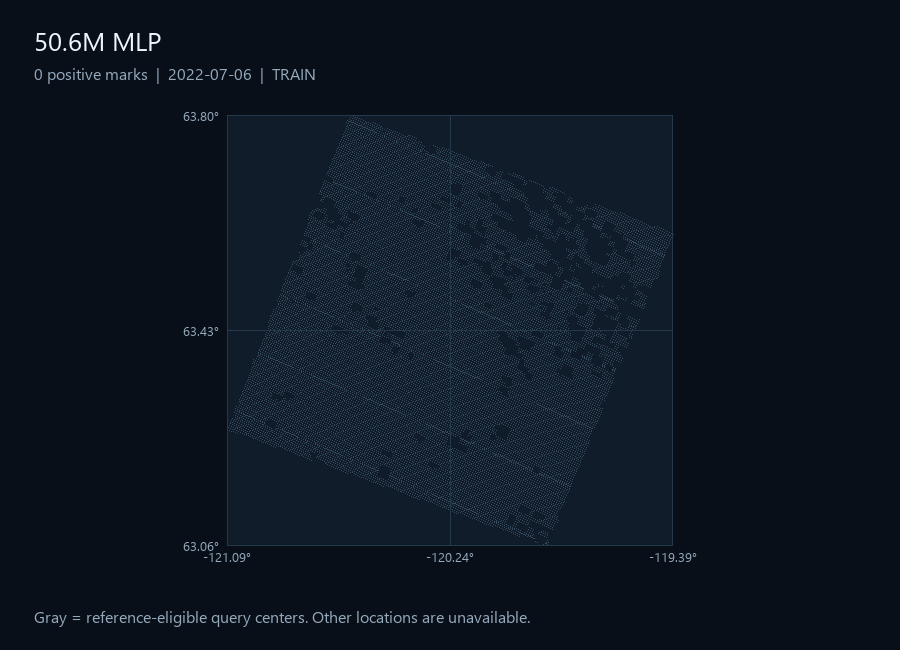 50.6M MLP
0 positive marks | 2022-07-06 | TRAIN
63.80°
63.43°
63.06°
-121.09°
-120.24°
-119.39°
Gray = reference-eligible query centers. Other locations are unavailable.